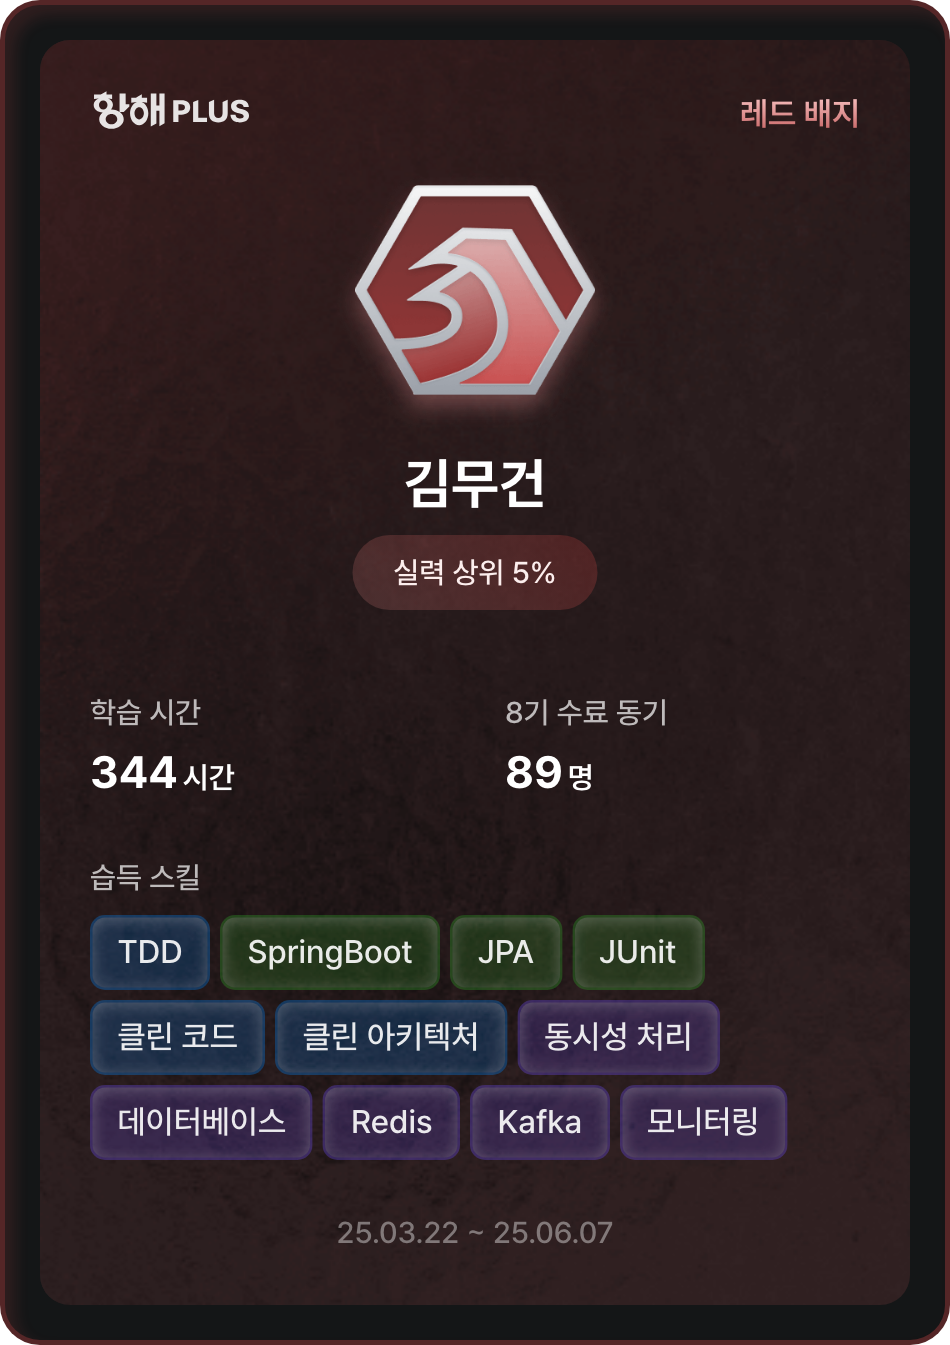 항해 PLUS
레드 배지
김무건
실력 상위 5%
학습 시간
344 시간
8기 수료 동기
89 명
습득 스킬
TDD SpringBoot JPA JUnit
클린 코드 클린 아키텍처 동시성 처리
데이터베이스 Redis Kafka 모니터링
25.03.22 ~ 25.06.07